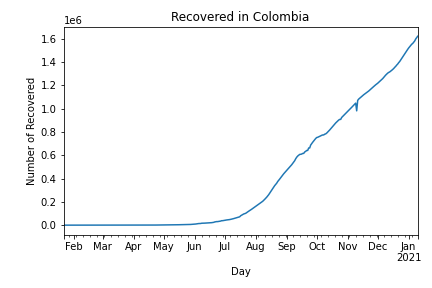 Recovered in Colombia
1e6
1.6
1.4
1.2
1.0
0.8
0.6
0.4
0.2
0.0
Number of Recovered
Feb Mar Apr May Jun Jul Aug Sep Oct Nov Dec Jan
2021
Day